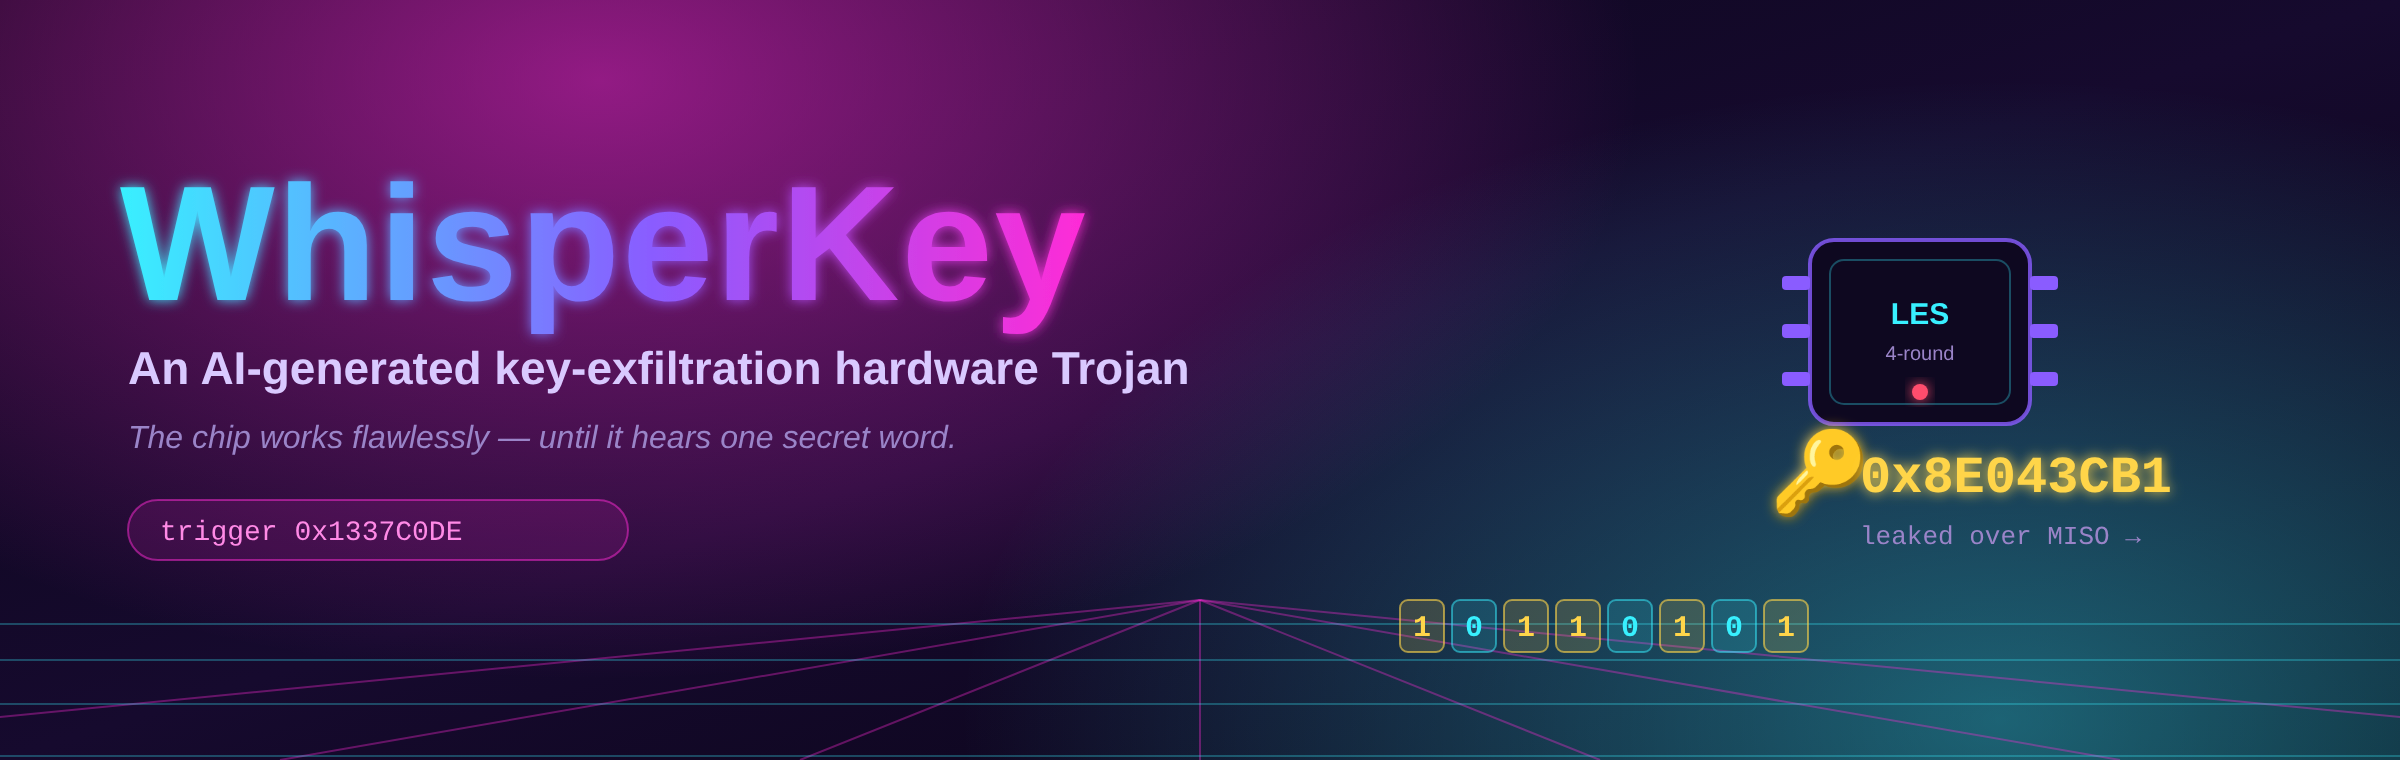 WhisperKey
An AI-generated key-exfiltration hardware Trojan
The chip works flawlessly — until it hears one secret word.
trigger 0x1337C0DE
LES
4-round
0x8E043CB1
leaked over MISO →
1 0 1 1 0 1 0 1